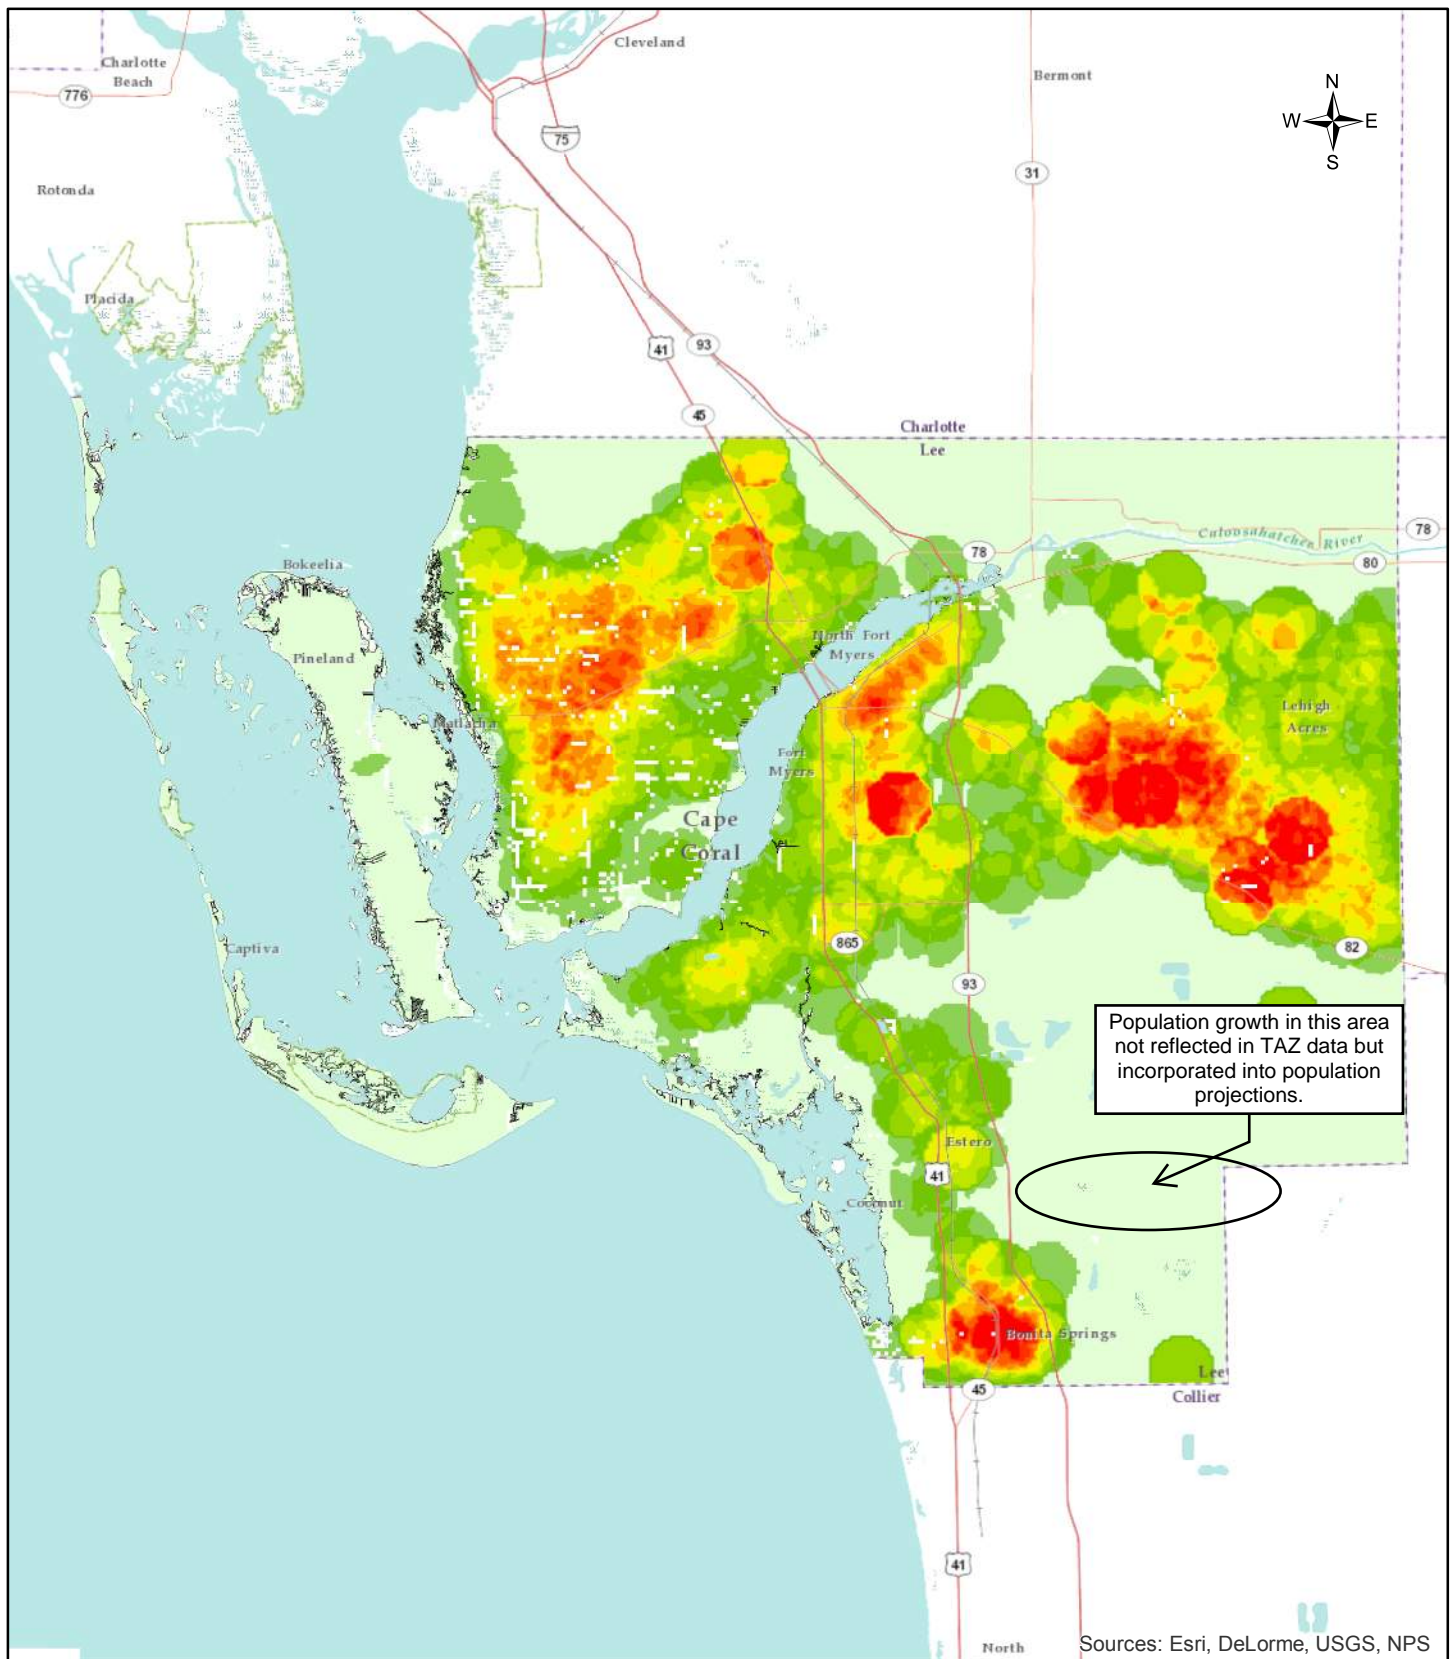 Cleveland
Charlotte
Beach
Bermont
776
75
N
W E
S
31
Rotonda
Placida
41
93
45
Charlotte
Lee
78
Caloosahatchee River
78
80
Bokeelia
North Fort
Myers
Pineland
Matlacha
Lehigh
Acres
Fort
Myers
Cape
Coral
865
82
Captiva
93
Population growth in this area
not reflected in TAZ data but
incorporated into population
projections.
Estero
41
Coconut
Bonita Springs
Lee
45
Collier
41
North
Sources: Esri, DeLorme, USGS, NPS